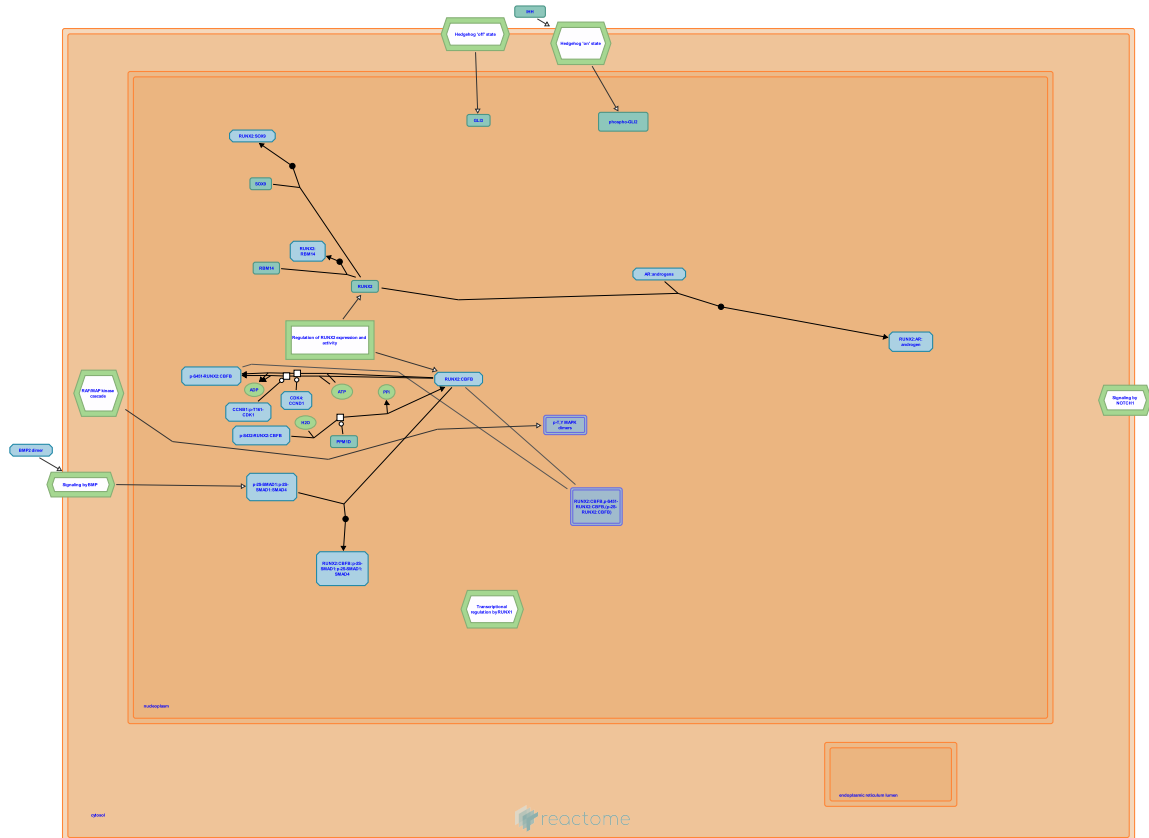 IHH
Hedgehog 'off' state
Hedgehog 'on' state
GLI3
phospho-GLI2
RUNX2:SOX9
SOX9
RUNX2:
RBM14
RBM14
RUNX2
AR:androgens
RUNX2:AR:
androgen
Regulation of RUNX2 expression and
activity
p-S451-RUNX2:CBFB
RUNX2:CBFB
RAF/MAP kinase
cascade
ADP
ATP
PPi
CDK4:
CCND1
CCNB1:p-T161-
CDK1
H2O
p-S432-RUNX2:CBFB
PPM1D
p-T,Y MAPK
dimers
Signaling by
NOTCH1
BMP2 dimer
Signaling by BMP
p-2S-SMAD1:p-2S-
SMAD1:SMAD4
RUNX2:CBFB,p-S451-
RUNX2:CBFB,(p-2S-
RUNX2:CBFB)
RUNX2:CBFB:p-2S-
SMAD1:p-2S-SMAD1:
SMAD4
Transcriptional
regulation by RUNX1
nucleoplasm
endoplasmic reticulum lumen
cytosol
reactome